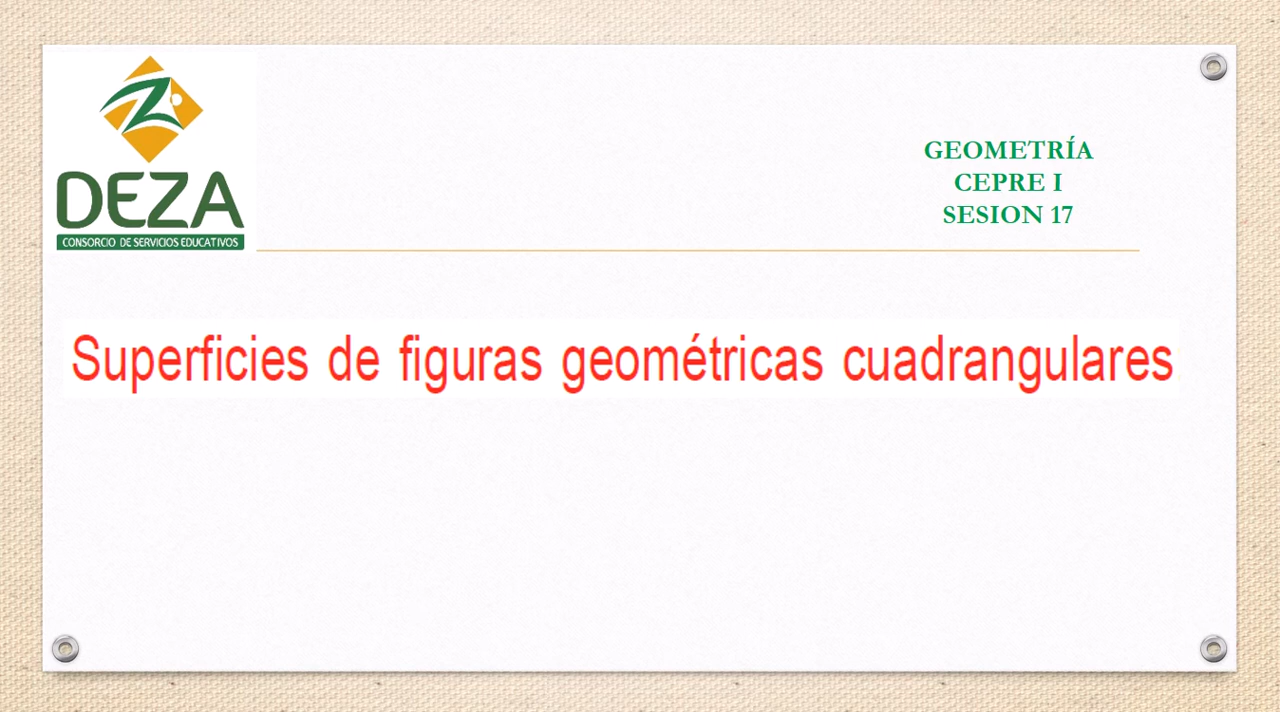 DEZA
CONSORCIO DE SERVICIOS EDUCATIVOS
GEOMETRÍA
CEPRE I
SESION 17
Superficies de figuras geométricas cuadrangulares